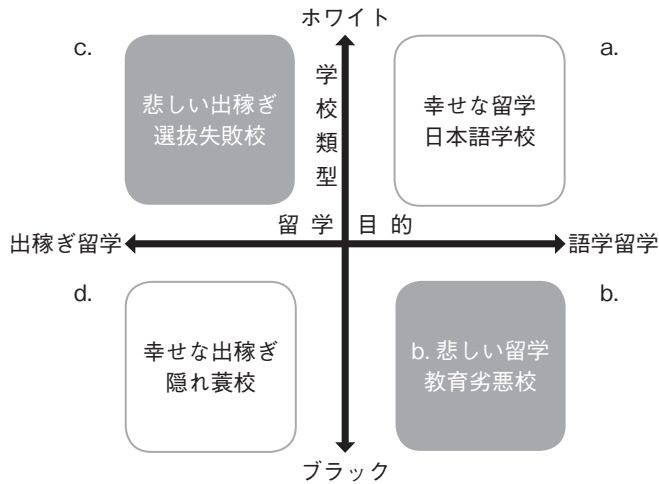 ホワイト
c.
悲しい出稼ぎ
選抜失敗校
学校類型
a.
幸せな留学
日本語学校
留学目的
出稼ぎ留学
語学留学
d.
幸せな出稼ぎ
隠れ蓑校
b.
b. 悲しい留学
教育劣悪校
ブラック